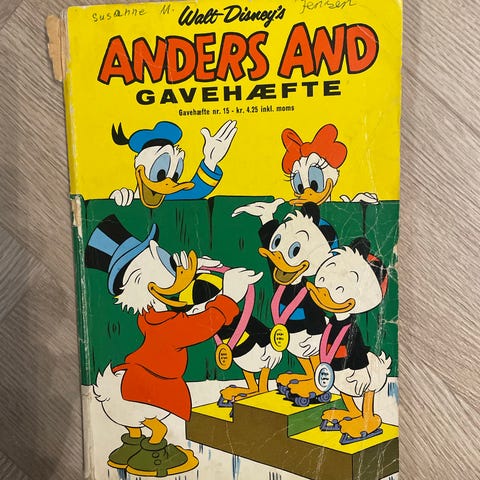 Susanne M. Jensen
Walt Disney's
ANDERS AND
GAVEHÆFTE
Gavehæfte nr. 15 - kr. 4.25 inkl. moms